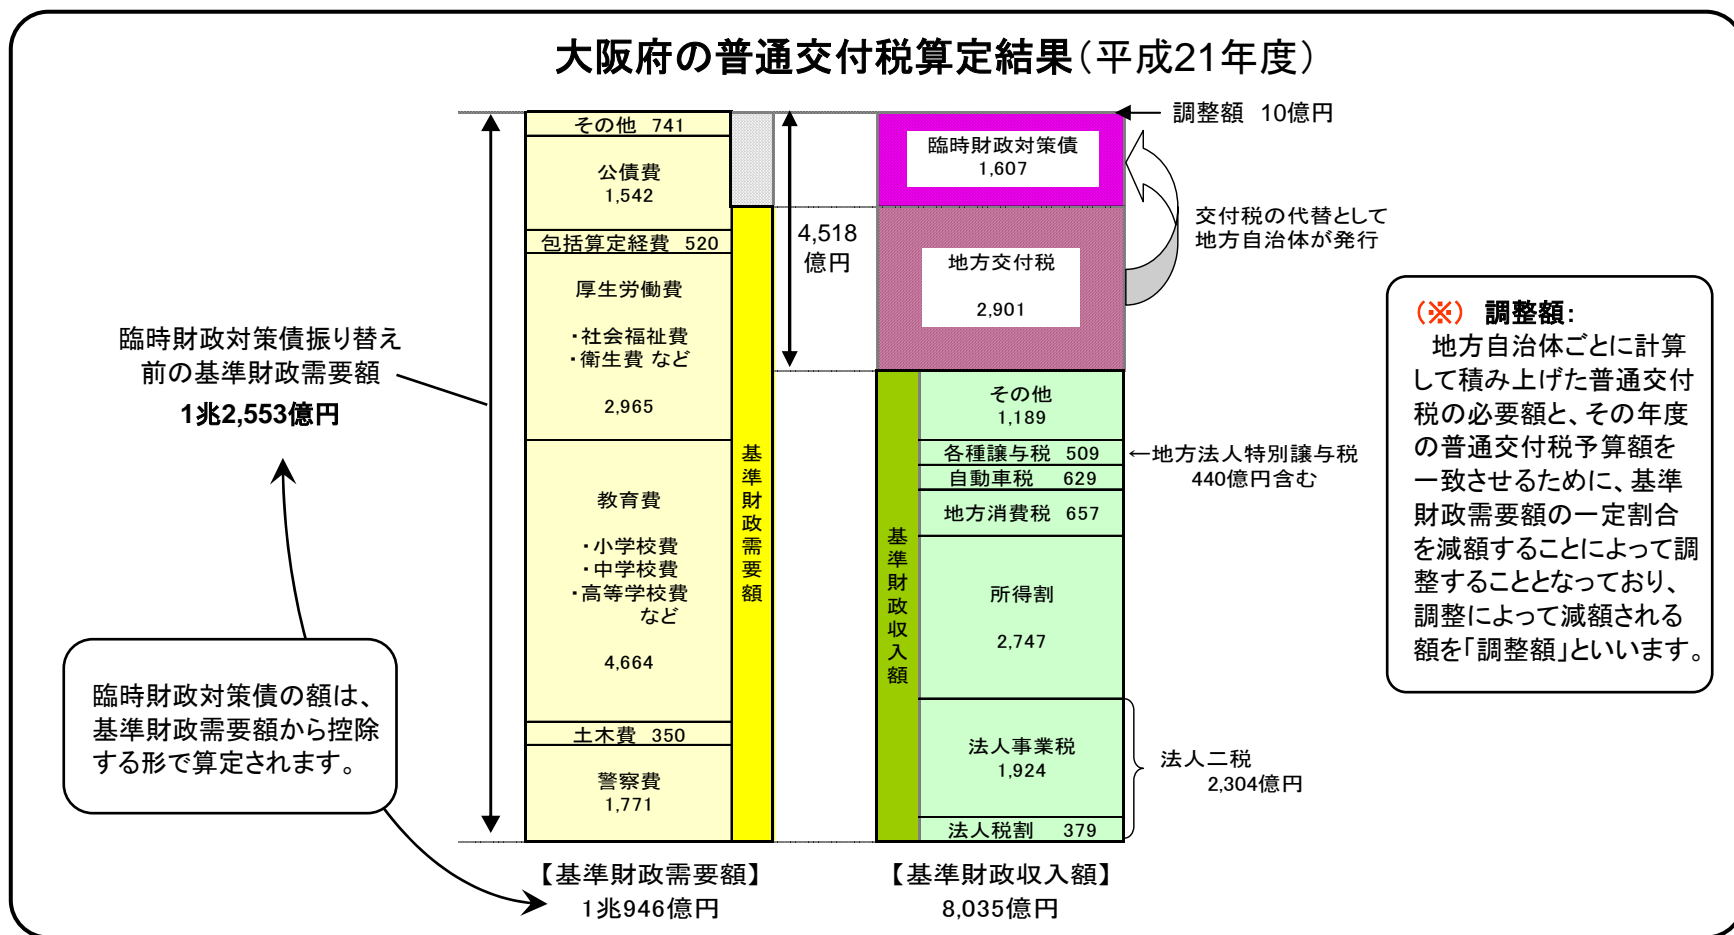 大阪府の普通交付税算定結果（平成21年度）
その他 741
公債費
1,542
包括算定経費 520
厚生労働費
・社会福祉費
・衛生費 など
2,965
教育費
・小学校費
・中学校費
・高等学校費
など
4,664
土木費 350
警察費
1,771
基準財政需要額
【基準財政需要額】
1兆946億円
臨時財政対策債振り替え
前の基準財政需要額
1兆2,553億円
臨時財政対策債の額は、
基準財政需要額から控除
する形で算定されます。
4,518
億円
調整額 10億円
臨時財政対策債
1,607
地方交付税
2,901
交付税の代替として
地方自治体が発行
その他
1,189
各種譲与税 509
←地方法人特別譲与税
440億円含む
自動車税 629
地方消費税 657
所得割
2,747
法人事業税
1,924
法人税割 379
法人二税
2,304億円
基準財政収入額
【基準財政収入額】
8,035億円
（※） 調整額：
地方自治体ごとに計算
して積み上げた普通交付
税の必要額と、その年度
の普通交付税予算額を
一致させるために、基準
財政需要額の一定割合
を減額することによって調
整することとなっており、
調整によって減額される
額を「調整額」といいます。